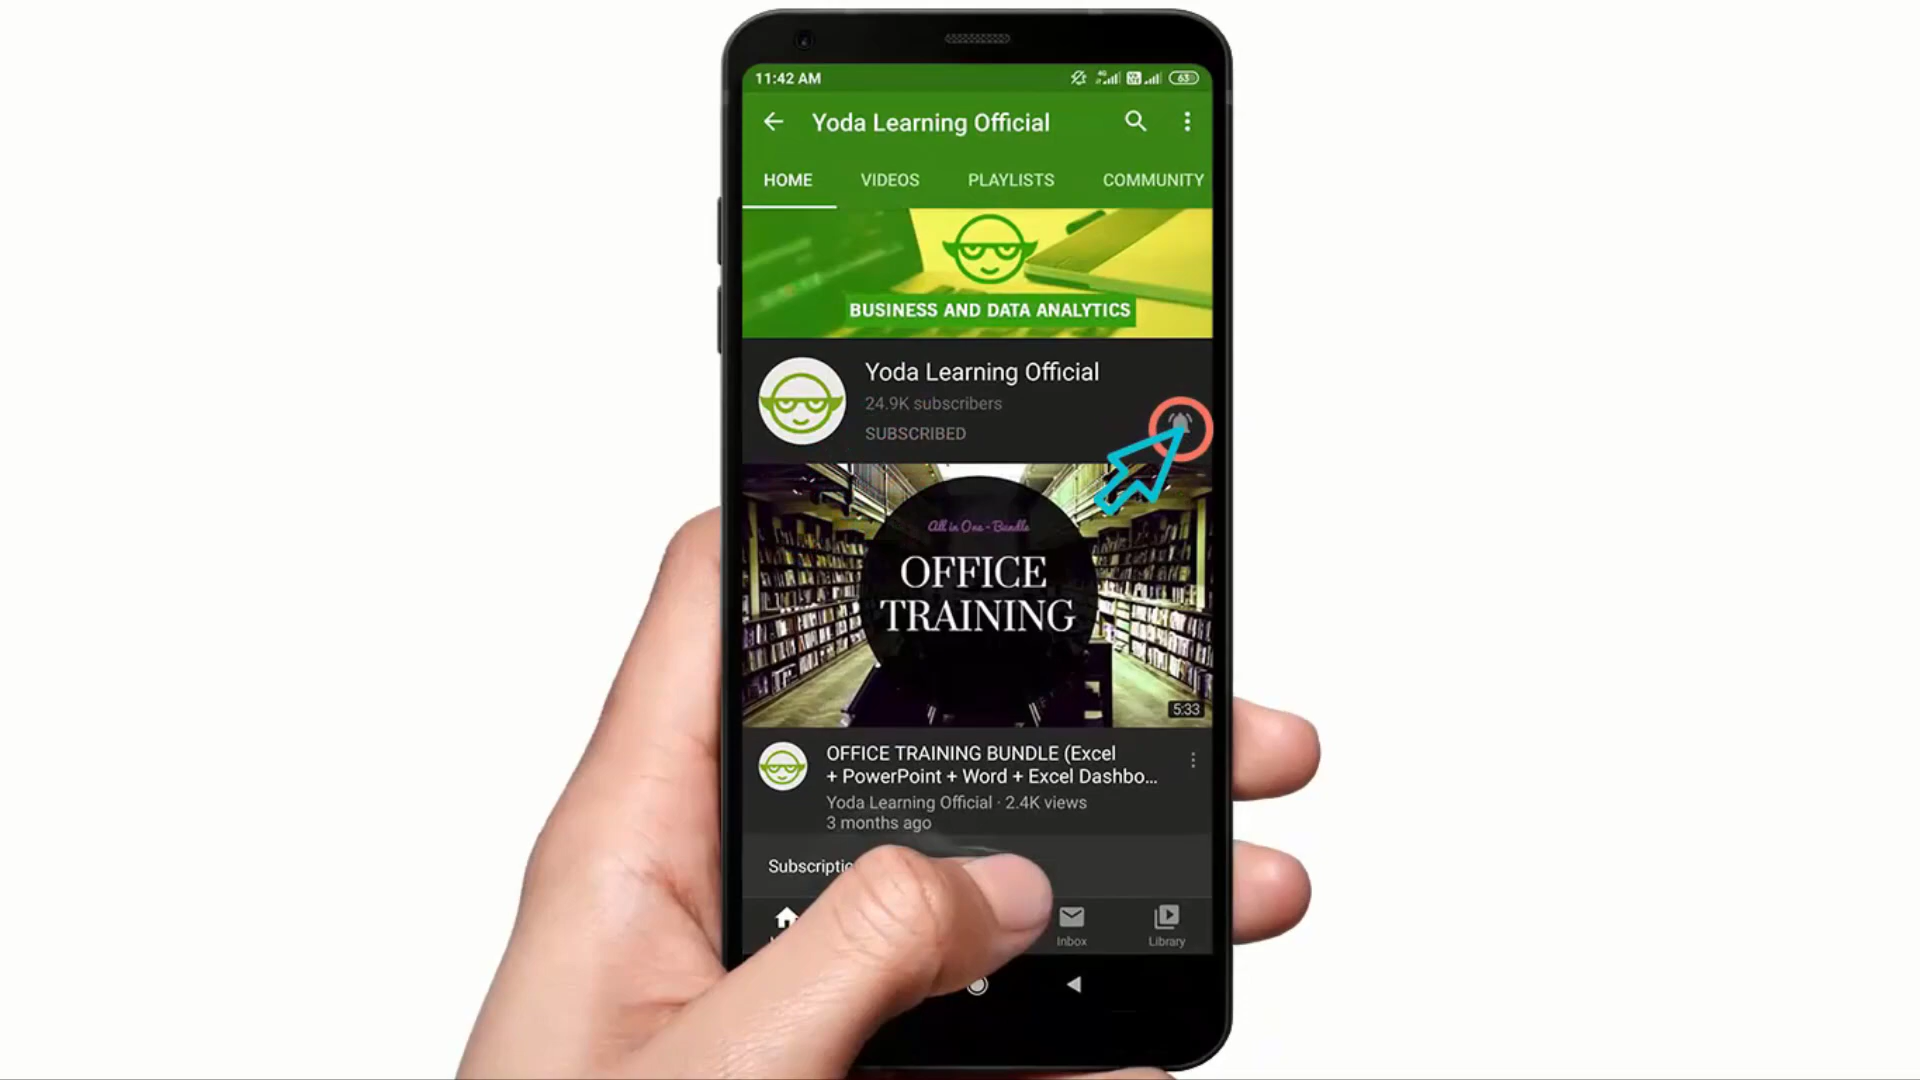 11:42 AM
4G
63
Yoda Learning Official
HOME VIDEOS PLAYLISTS COMMUNITY
BUSINESS AND DATA ANALYTICS
Yoda Learning Official
24.9K subscribers
SUBSCRIBED
All in One - Bundle
OFFICE
TRAINING
5:33
OFFICE TRAINING BUNDLE (Excel
+ PowerPoint + Word + Excel Dashbo...
Yoda Learning Official · 2.4K views
3 months ago
Inbox Library